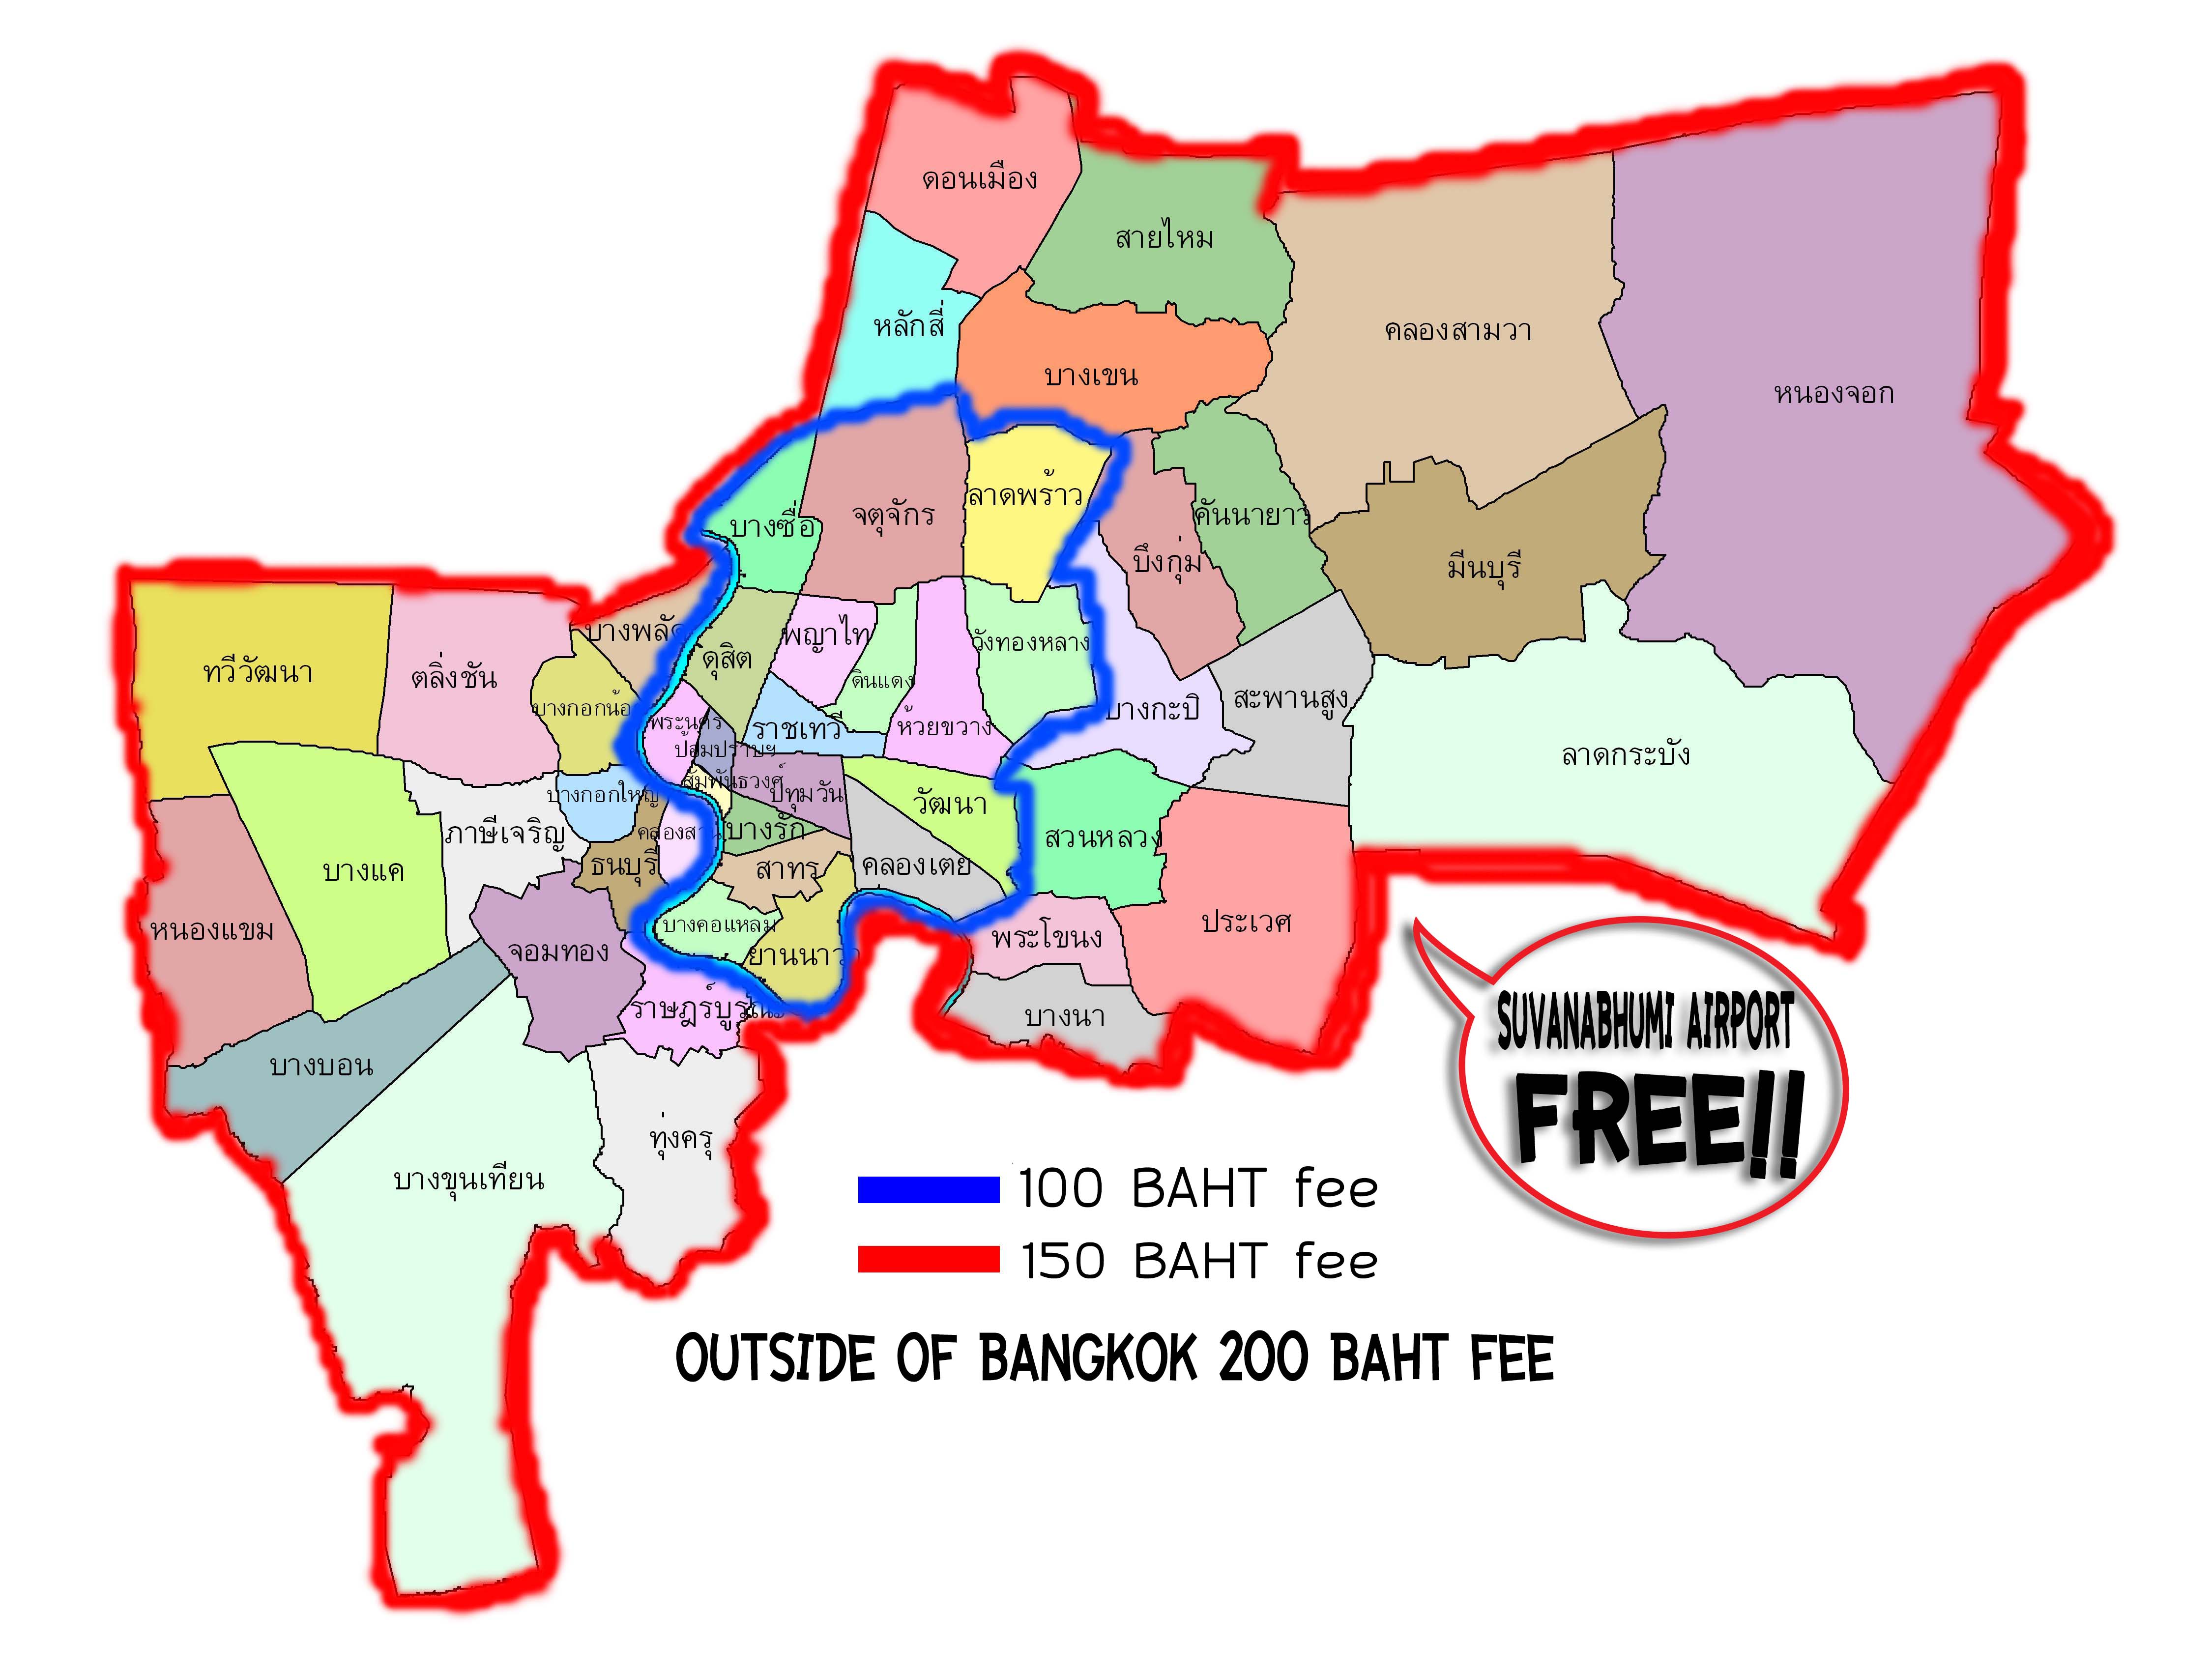 ดอนเมือง
สายไหม
หลักสี่
คลองสามวา
บางเขน
หนองจอก
ลาดพร้าว
จตุจักร
คันนายาว
บางซื่อ
บึงกุ่ม
มีนบุรี
บางพลัด
พญาไท
วังทองหลาง
ดุสิต
ทวีวัฒนา
ตลิ่งชัน
ดินแดง
สะพานสูง
บางกอกน้อ
พระนคร
บางกะปิ
ราชเทวี
ห้วยขวาง
ป้อมปราบฯ
ลาดกระบัง
สัมพันธวงศ์
บางกอกใหญ่
ปทุมวัน
วัฒนา
ภาษีเจริญ
คลองสาน
บางรัก
สวนหลวง
บางแค
ธนบุรี
สาทร
คลองเตย
หนองแขม
บางคอแหลม
ประเวศ
จอมทอง
ยานนาวา
พระโขนง
ราษฎร์บูรณะ
บางนา
SUVANABHUMI AIRPORT
FREE!!
บางบอน
ทุ่งครุ
บางขุนเทียน
100 BAHT fee
150 BAHT fee
OUTSIDE OF BANGKOK 200 BAHT FEE